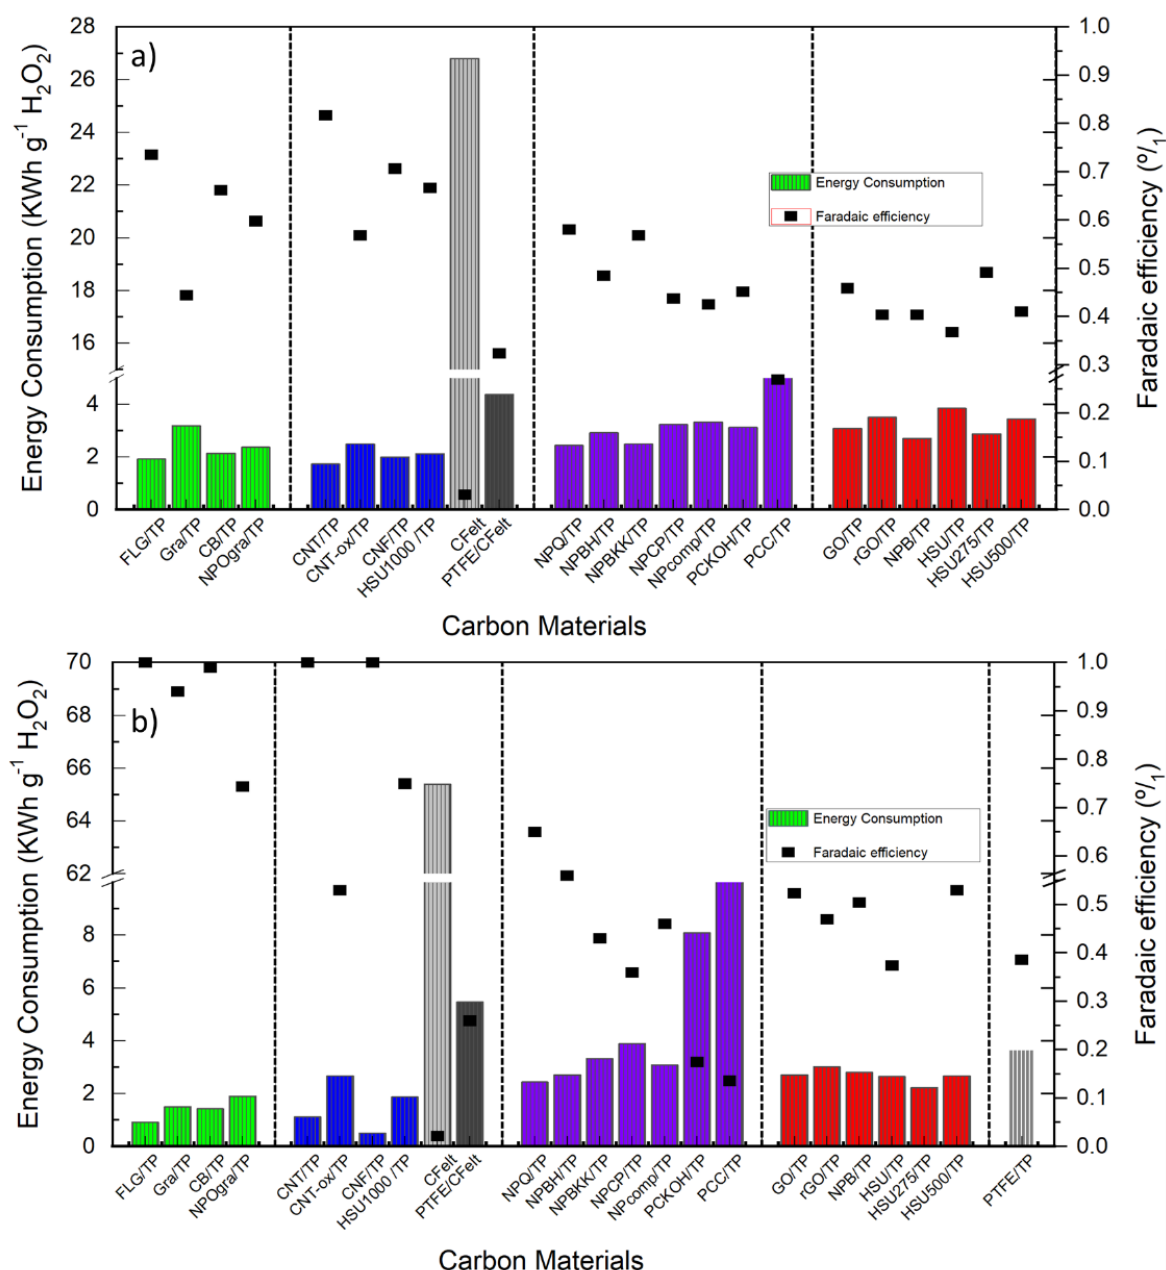 a)
Energy Consumption (KWh g⁻¹ H₂O₂)
28
26
24
22
20
18
16
4
2
0
1.0
0.9
0.8
0.7
0.6
0.5
0.4
0.3
0.2
0.1
0.0
Faradaic efficiency (º/₁)
Energy Consumption
Faradaic efficiency
FLG/TP
Gra/TP
CB/TP
NPOgra/TP
CNT/TP
CNT-ox/TP
CNF/TP
HSU1000 /TP
CFelt
PTFE/CFelt
NPQ/TP
NPBH/TP
NPBKK/TP
NPCP/TP
NPcomp/TP
PCKOH/TP
PCC/TP
GO/TP
rGO/TP
NPB/TP
HSU/TP
HSU275/TP
HSU500/TP
Carbon Materials
b)
Energy Consumption (KWh g⁻¹ H₂O₂)
70
68
66
64
62
8
6
4
2
0
1.0
0.9
0.8
0.7
0.6
0.5
0.4
0.3
0.2
0.1
0.0
Faradaic efficiency (º/₁)
Energy Consumption
Faradaic efficiency
FLG/TP
Gra/TP
CB/TP
NPOgra/TP
CNT/TP
CNT-ox/TP
CNF/TP
HSU1000 /TP
CFelt
PTFE/CFelt
NPQ/TP
NPBH/TP
NPBKK/TP
NPCP/TP
NPcomp/TP
PCKOH/TP
PCC/TP
GO/TP
rGO/TP
NPB/TP
HSU/TP
HSU275/TP
HSU500/TP
PTFE/TP
Carbon Materials